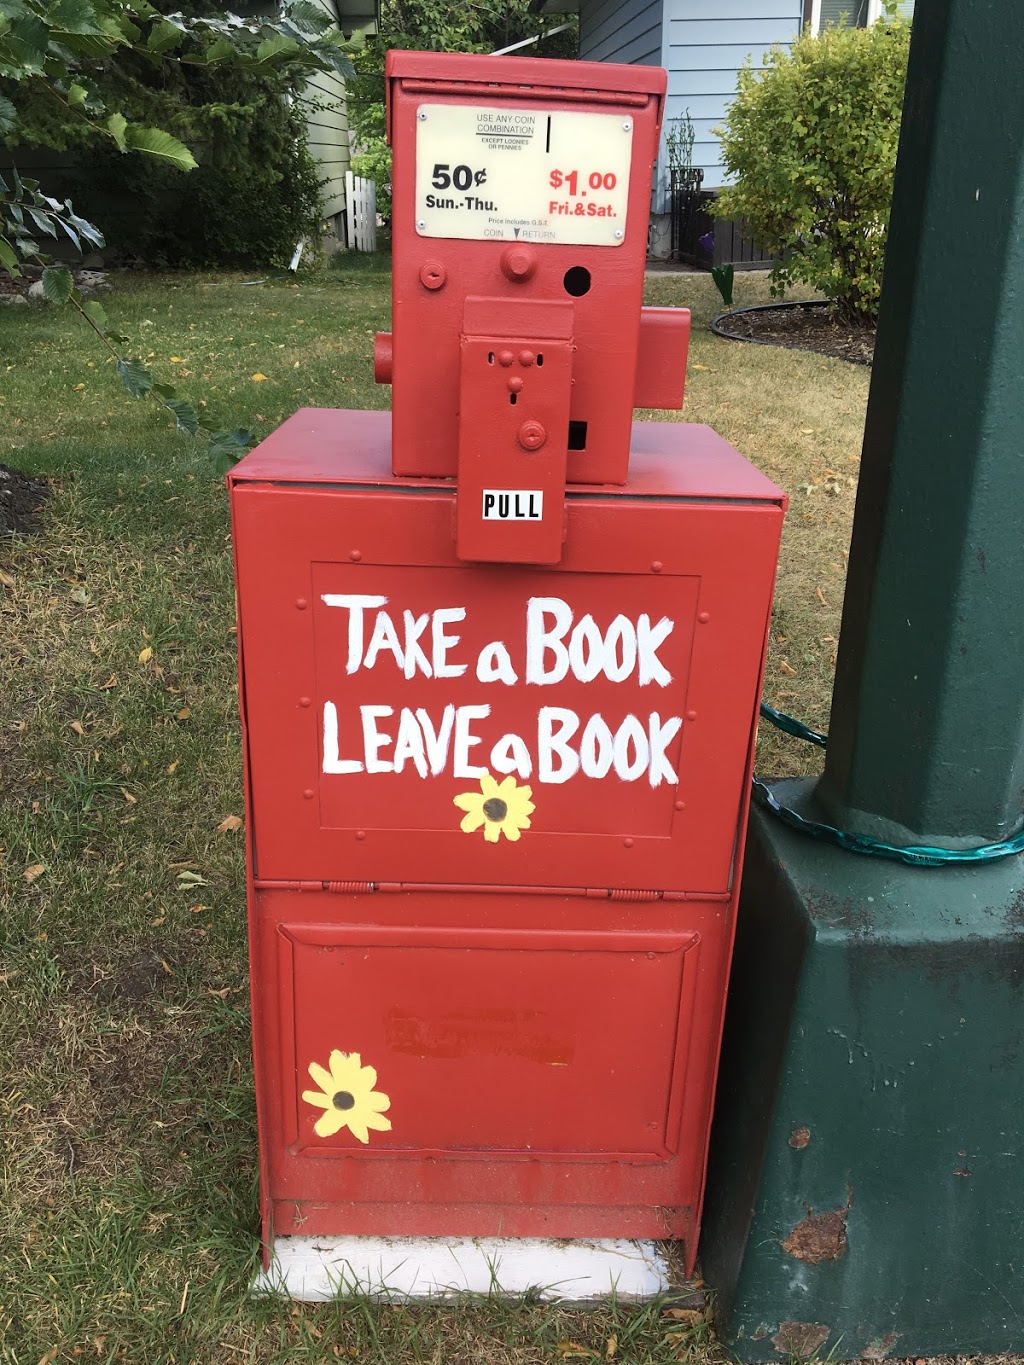 USE ANY COIN
COMBINATION
EXCEPT LOONIES
OR PENNIES
50¢ $1.00
Sun.-Thu. Fri.&Sat.
Price includes G.S.T.
COIN RETURN
PULL
TAKE a BOOK
LEAVE a BOOK